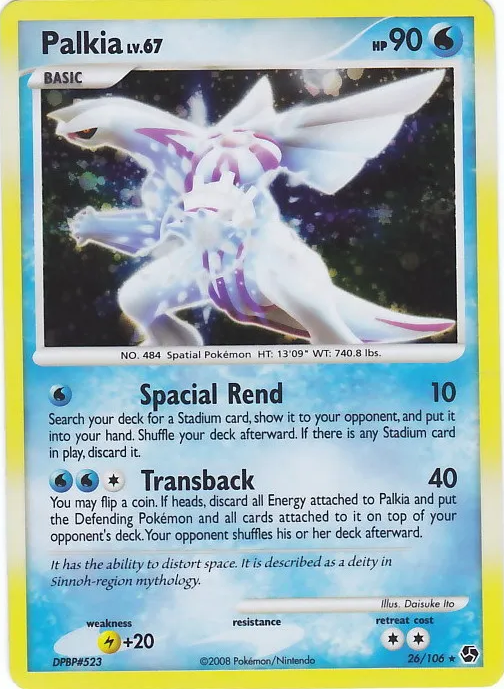 Palkia LV.67
HP 90
BASIC
NO. 484 Spatial Pokémon HT: 13'09" WT: 740.8 lbs.
Spacial Rend 10
Search your deck for a Stadium card, show it to your opponent, and put it
into your hand. Shuffle your deck afterward. If there is any Stadium card
in play, discard it.
Transback 40
You may flip a coin. If heads, discard all Energy attached to Palkia and put
the Defending Pokémon and all cards attached to it on top of your
opponent's deck. Your opponent shuffles his or her deck afterward.
It has the ability to distort space. It is described as a deity in
Sinnoh-region mythology.
Illus. Daisuke Ito
weakness resistance retreat cost
+20
DPBP#523 ©2008 Pokémon/Nintendo 26/106